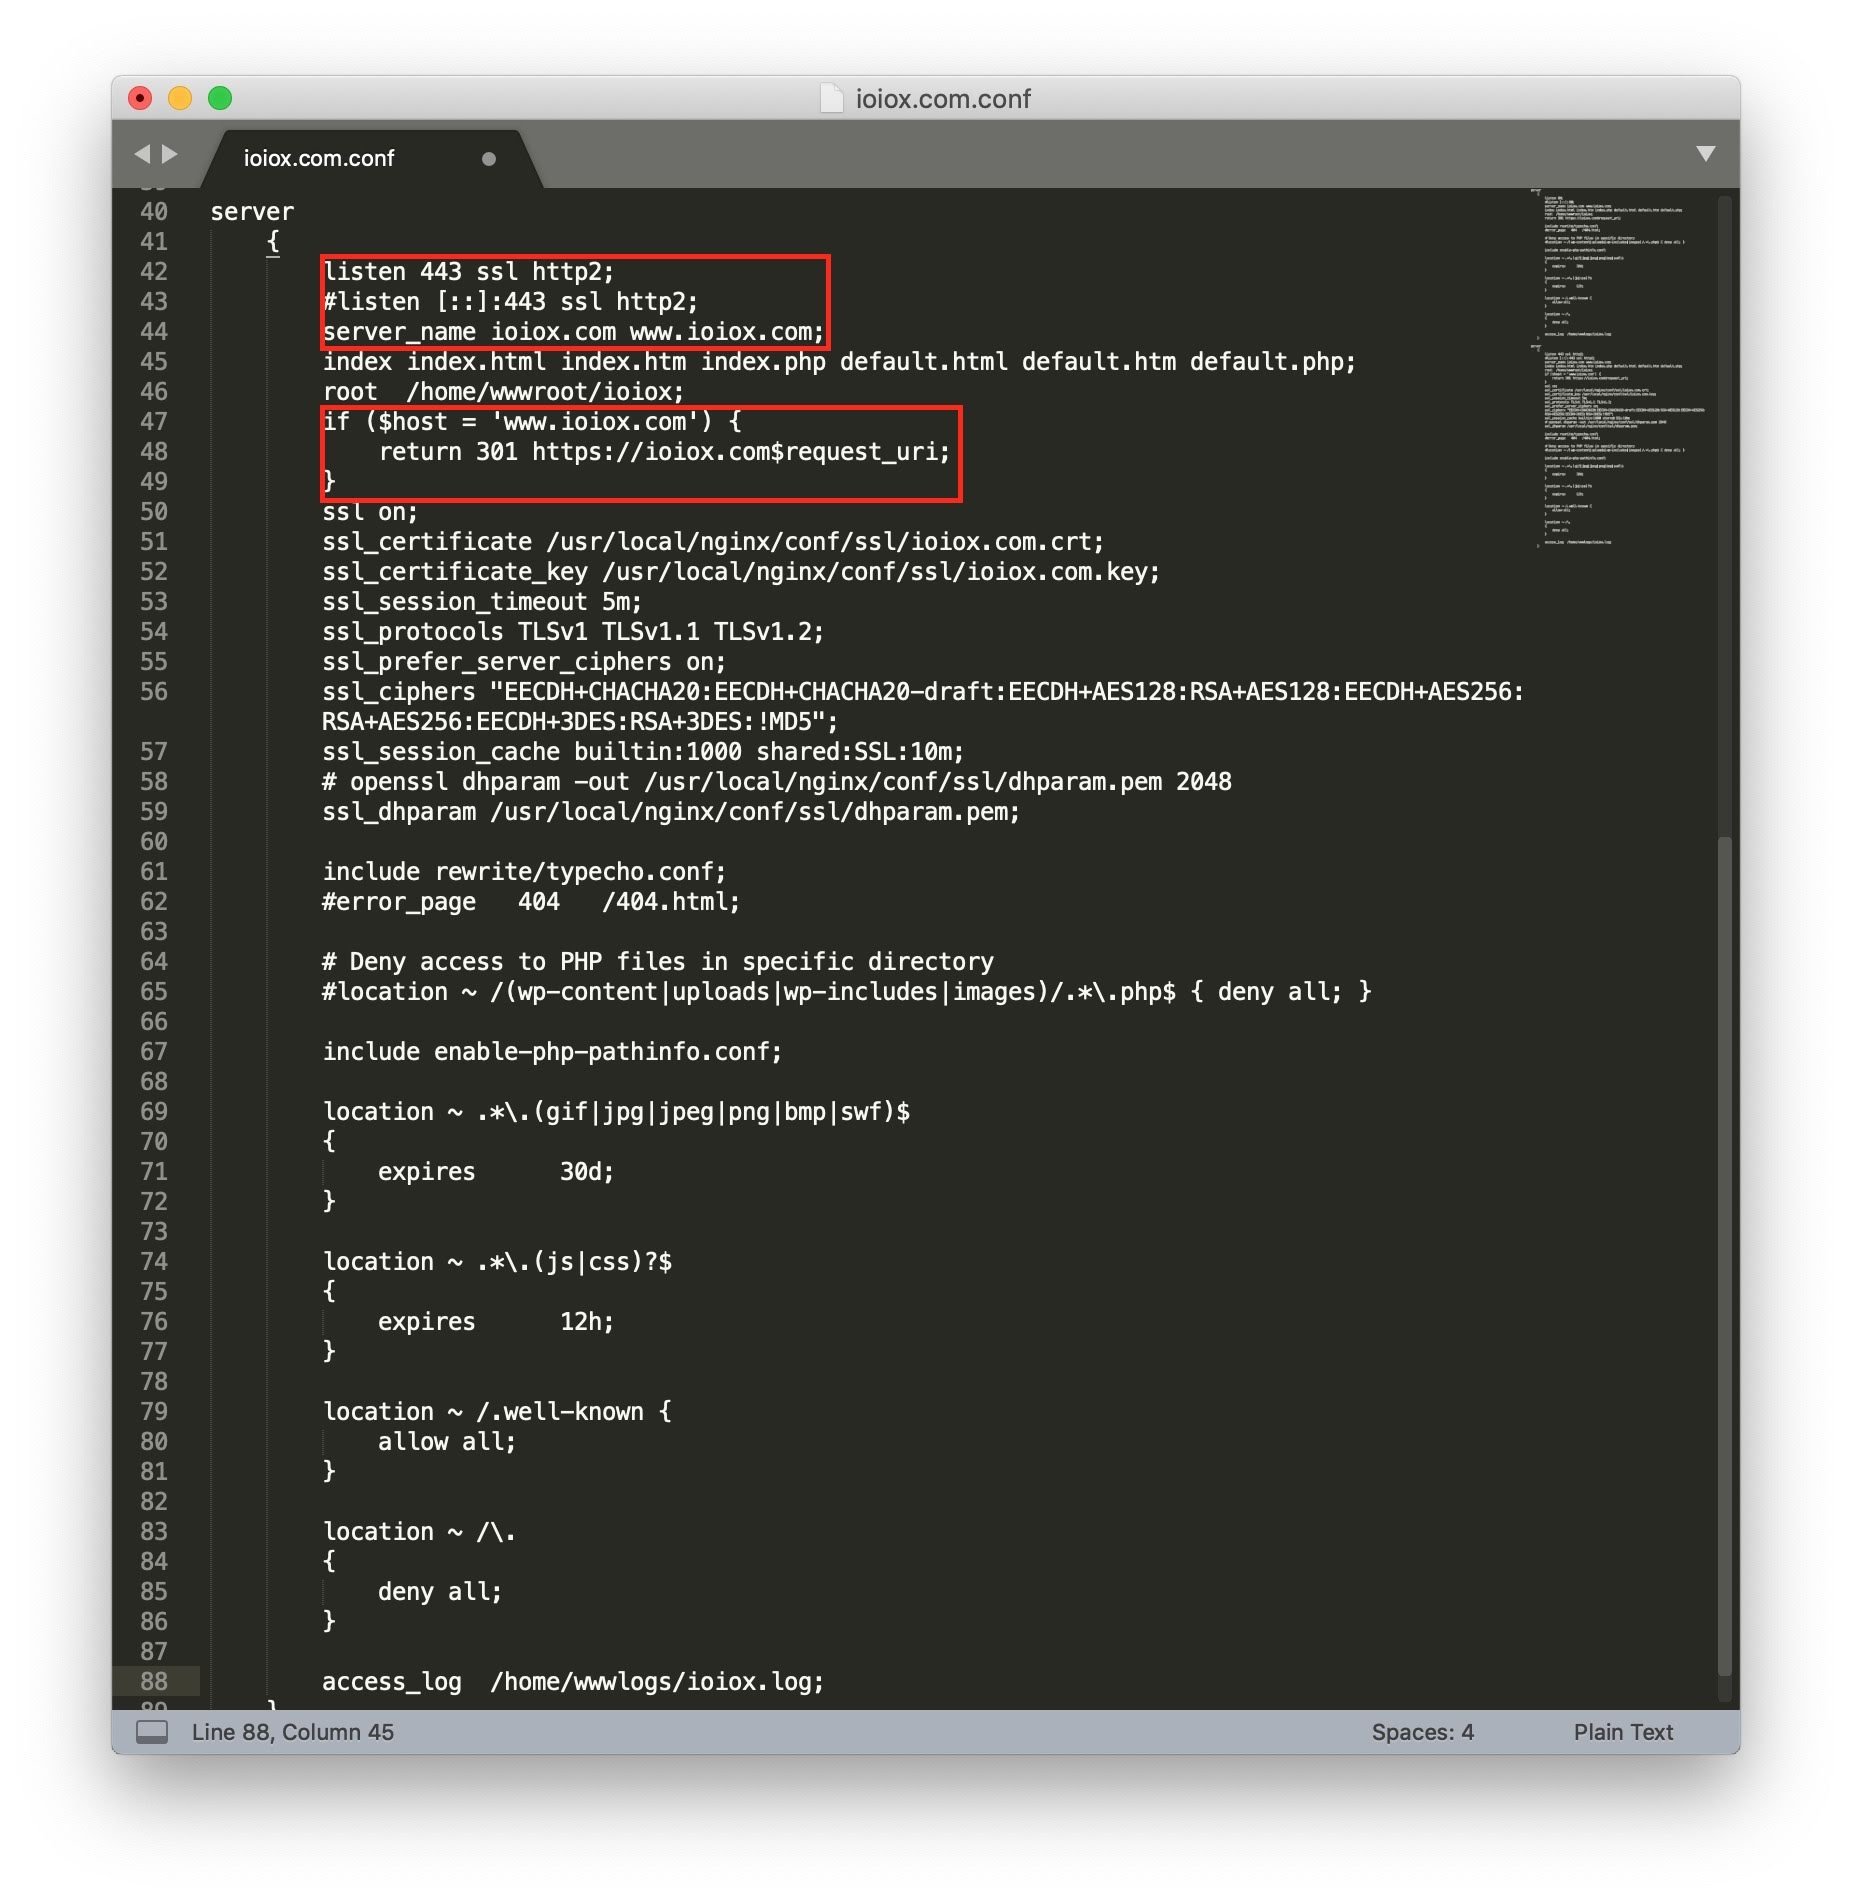 ioiox.com.conf
ioiox.com.conf
40 server
41 {
42 listen 443 ssl http2;
43 #listen [::]:443 ssl http2;
44 server_name ioiox.com www.ioiox.com;
45 index index.html index.htm index.php default.html default.htm default.php;
46 root  /home/wwwroot/ioiox;
47 if ($host = 'www.ioiox.com') {
48 return 301 https://ioiox.com$request_uri;
49 }
50 ssl on;
51 ssl_certificate /usr/local/nginx/conf/ssl/ioiox.com.crt;
52 ssl_certificate_key /usr/local/nginx/conf/ssl/ioiox.com.key;
53 ssl_session_timeout 5m;
54 ssl_protocols TLSv1 TLSv1.1 TLSv1.2;
55 ssl_prefer_server_ciphers on;
56 ssl_ciphers "EECDH+CHACHA20:EECDH+CHACHA20-draft:EECDH+AES128:RSA+AES128:EECDH+AES256:
RSA+AES256:EECDH+3DES:RSA+3DES:!MD5";
57 ssl_session_cache builtin:1000 shared:SSL:10m;
58 # openssl dhparam -out /usr/local/nginx/conf/ssl/dhparam.pem 2048
59 ssl_dhparam /usr/local/nginx/conf/ssl/dhparam.pem;
60
61 include rewrite/typecho.conf;
62 #error_page   404   /404.html;
63
64 # Deny access to PHP files in specific directory
65 #location ~ /(wp-content|uploads|wp-includes|images)/.*\.php$ { deny all; }
66
67 include enable-php-pathinfo.conf;
68
69 location ~ .*\.(gif|jpg|jpeg|png|bmp|swf)$
70 {
71 expires      30d;
72 }
73
74 location ~ .*\.(js|css)?$
75 {
76 expires      12h;
77 }
78
79 location ~ /.well-known {
80 allow all;
81 }
82
83 location ~ /\.
84 {
85 deny all;
86 }
87
88 access_log  /home/wwwlogs/ioiox.log;
89 }
Line 88, Column 45
Spaces: 4
Plain Text